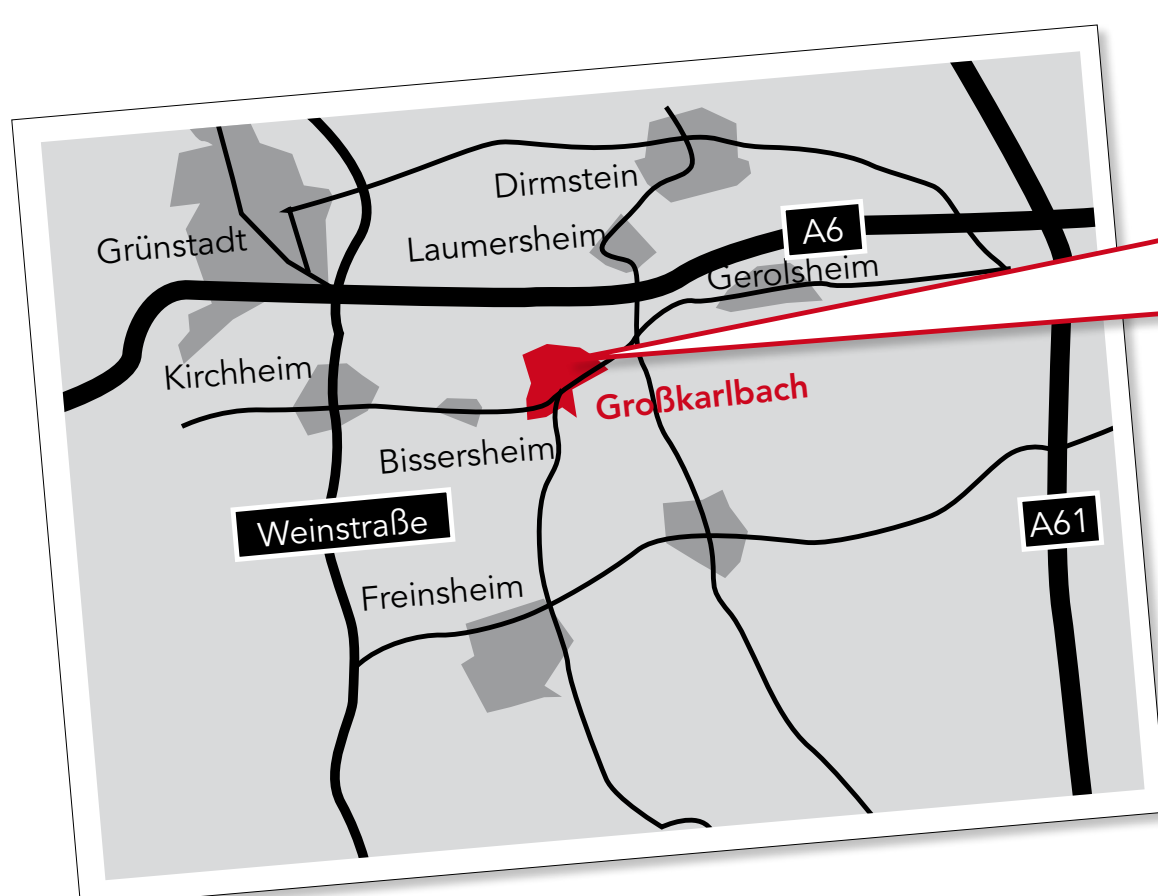 Dirmstein
Grünstadt
Laumersheim
A6
Gerolsheim
Kirchheim
Großkarlbach
Bissersheim
Weinstraße
A61
Freinsheim